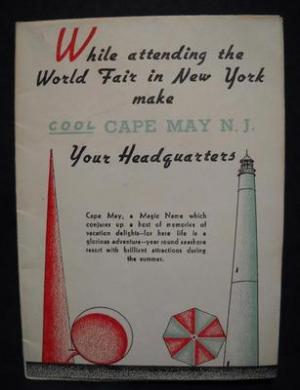 While attending the
World Fair in New York
make
COOL CAPE MAY N. J.
Your Headquarters
Cape May, a Magic Name which
conjures up a host of memories of
vacation delights—for here life is a
glorious adventure—year round seashore
resort with brilliant attractions during
the summer.